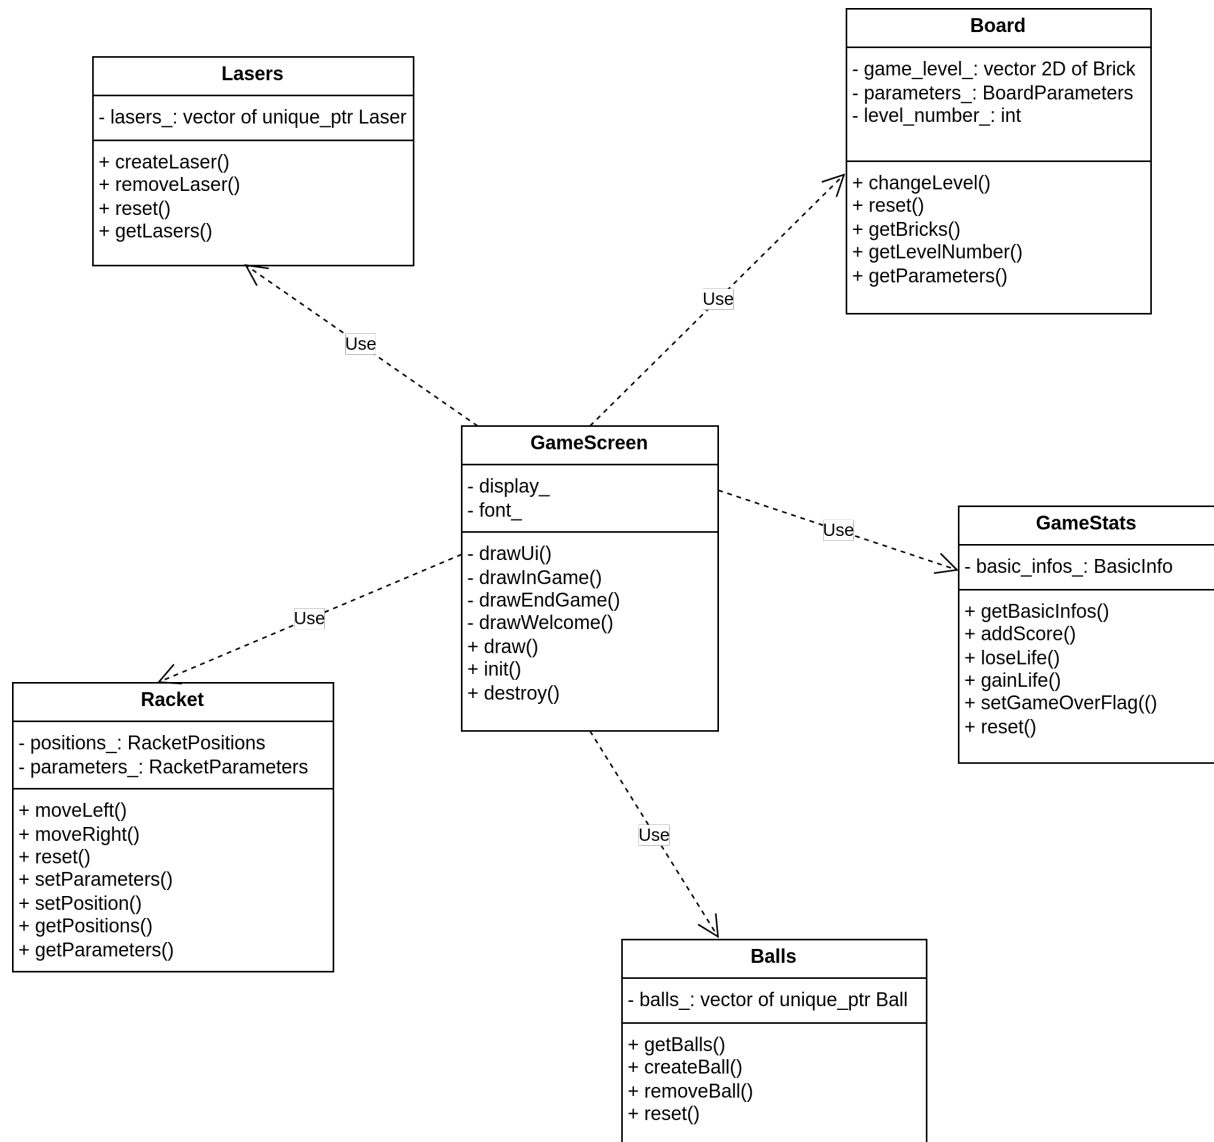 Board
- game_level_: vector 2D of Brick
- parameters_: BoardParameters
- level_number_: int
+ changeLevel()
+ reset()
+ getBricks()
+ getLevelNumber()
+ getParameters()
Lasers
- lasers_: vector of unique_ptr Laser
+ createLaser()
+ removeLaser()
+ reset()
+ getLasers()
Use
Use
GameScreen
- display_
- font_
- drawUi()
- drawInGame()
- drawEndGame()
- drawWelcome()
+ draw()
+ init()
+ destroy()
Use
GameStats
- basic_infos_: BasicInfo
+ getBasicInfos()
+ addScore()
+ loseLife()
+ gainLife()
+ setGameOverFlag(()
+ reset()
Use
Racket
- positions_: RacketPositions
- parameters_: RacketParameters
+ moveLeft()
+ moveRight()
+ reset()
+ setParameters()
+ setPosition()
+ getPositions()
+ getParameters()
Use
Balls
- balls_: vector of unique_ptr Ball
+ getBalls()
+ createBall()
+ removeBall()
+ reset()